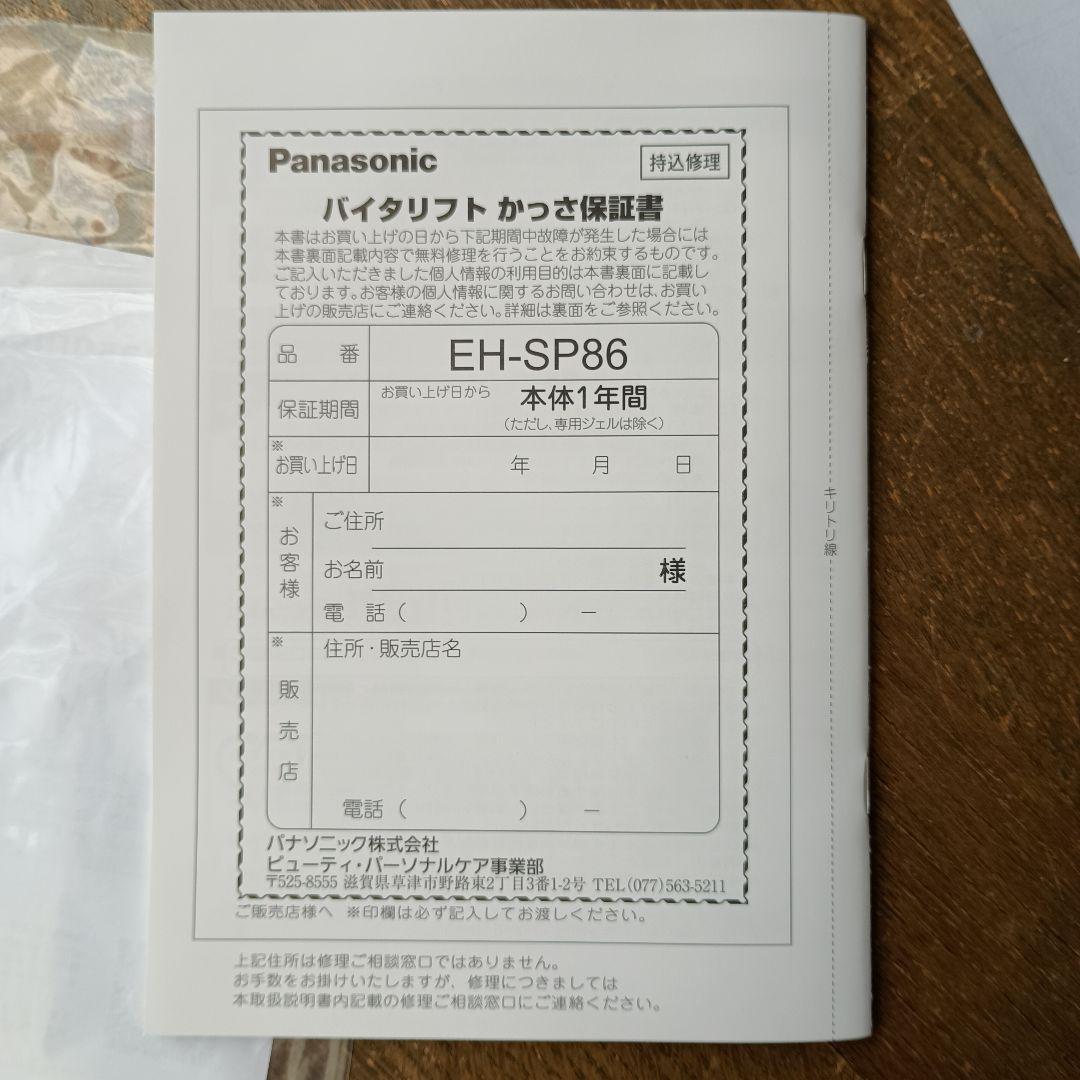 Panasonic 持込修理
バイタリフト かっさ保証書
本書はお買い上げの日から下記期間中故障が発生した場合には
本書裏面記載内容で無料修理を行うことをお約束するものです。
ご記入いただきました個人情報の利用目的は本書裏面に記載し
ております。お客様の個人情報に関するお問い合わせは、お買い
上げの販売店にご連絡ください。詳細は裏面をご参照ください。
品番 EH-SP86
保証期間 お買い上げ日から 本体1年間
(ただし、専用ジェルは除く)
※
お買い上げ日 年 月 日
※
お客様
ご住所
お名前 様
電 話 ( ) ー
※
販売店
住所・販売店名
電話 ( ) ー
パナソニック株式会社
ビューティ・パーソナルケア事業部
〒525-8555 滋賀県草津市野路東2丁目3番1-2号 TEL(077)563-5211
ご販売店様へ ※印欄は必ず記入してお渡しください。
上記住所は修理ご相談窓口ではありません。
お手数をお掛けいたしますが、修理につきましては
本取扱説明書内記載の修理ご相談窓口にご連絡ください。
キリトリ線